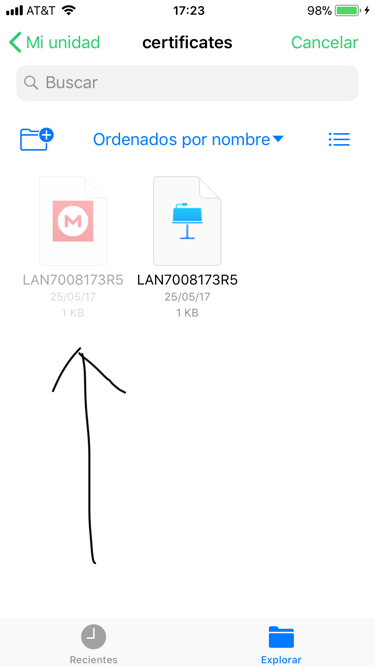 AT&T 17:23 98%
Mi unidad certificates Cancelar
Buscar
Ordenados por nombre
LAN7008173R5 LAN7008173R5
25/05/17 25/05/17
1 KB 1 KB
Recientes Explorar